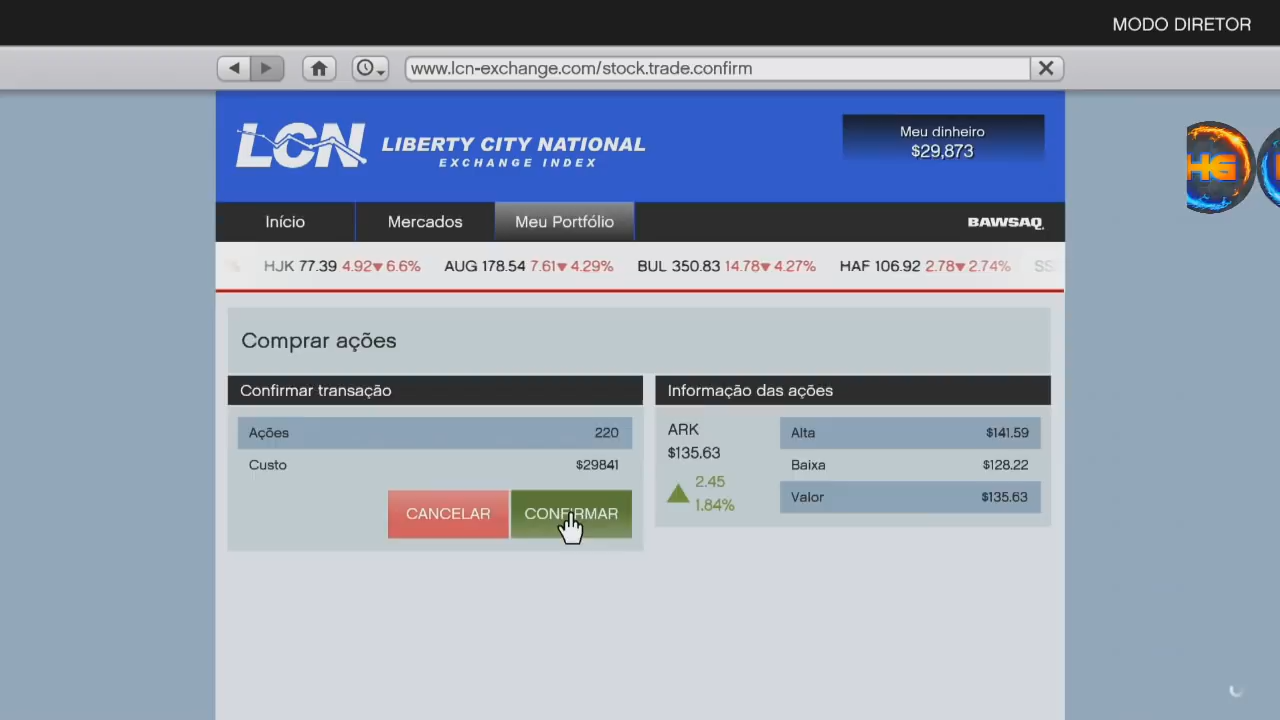 MODO DIRETOR
www.lcn-exchange.com/stock.trade.confirm
LCN LIBERTY CITY NATIONAL
EXCHANGE INDEX
Meu dinheiro
$29,873
Início Mercados Meu Portfólio BAWSAQ
HG
HJK 77.39 4.92▼ 6.6% AUG 178.54 7.61▼ 4.29% BUL 350.83 14.78▼ 4.27% HAF 106.92 2.78▼ 2.74%
Comprar ações
Confirmar transação
Ações 220
Custo $29841
CANCELAR CONFIRMAR
Informação das ações
ARK
$135.63
2.45
1.84%
Alta $141.59
Baixa $128.22
Valor $135.63